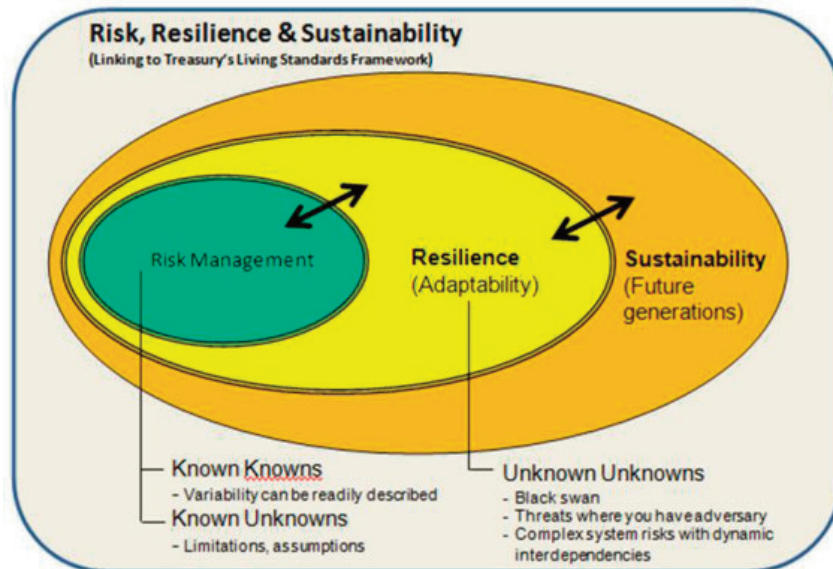 Risk, Resilience & Sustainability
(Linking to Treasury's Living Standards Framework)
Risk Management
Resilience
(Adaptability)
Sustainability
(Future
generations)
Known Knowns
- Variability can be readily described
Known Unknowns
- Limitations, assumptions
Unknown Unknowns
- Black swan
- Threats where you have adversary
- Complex system risks with dynamic
interdependencies